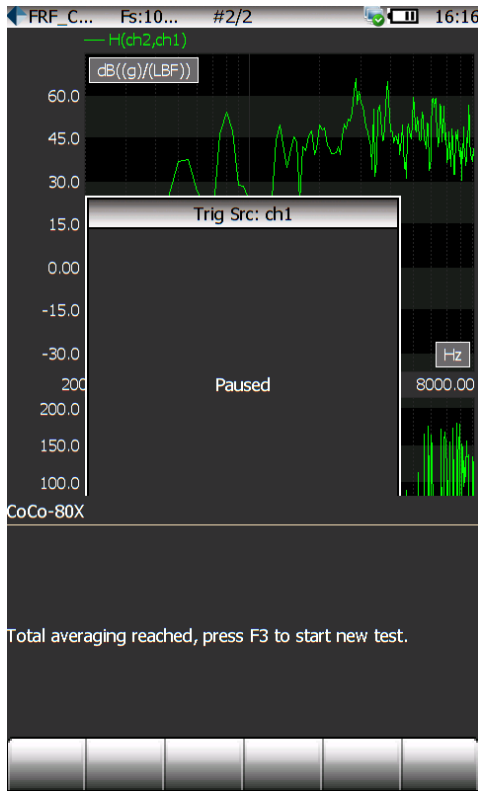 FRF_C... Fs:10... #2/2 16:16
H(ch2,ch1)
dB((g)/(LBF))
60.0
45.0
30.0
Trig Src: ch1
15.0
0.00
-15.0
-30.0
Hz
200
Paused
8000.00
200.0
150.0
100.0
CoCo-80X
Total averaging reached, press F3 to start new test.